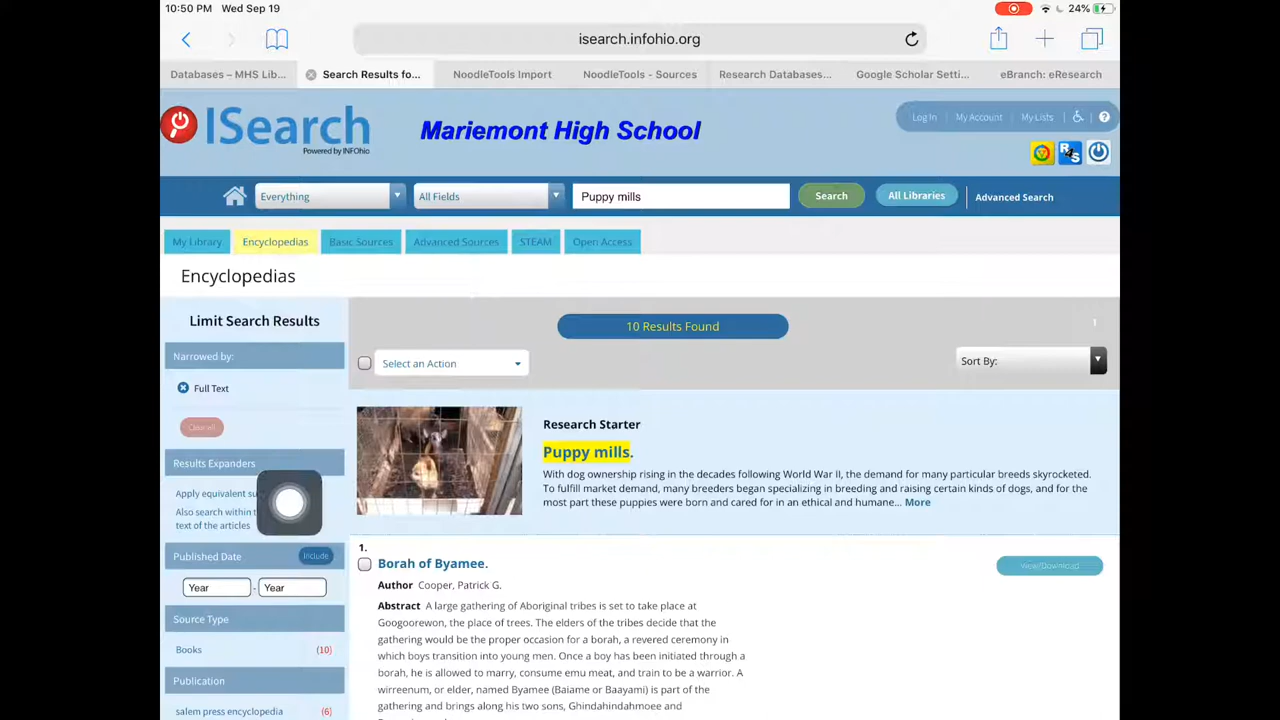 10:50 PM Wed Sep 19
24%
isearch.infohio.org
Databases – MHS Lib...
Search Results fo...
NoodleTools Import
NoodleTools - Sources
Research Databases...
Google Scholar Setti...
eBranch: eResearch
ISearch
Powered by INFOhio
Mariemont High School
Log In
My Account
My Lists
?
Everything
All Fields
Puppy mills
Search
All Libraries
Advanced Search
My Library
Encyclopedias
Basic Sources
Advanced Sources
STEAM
Open Access
Encyclopedias
Limit Search Results
10 Results Found
1
Narrowed by:
Select an Action
Sort By:
Full Text
Clear all
Research Starter
Puppy mills.
With dog ownership rising in the decades following World War II, the demand for many particular breeds skyrocketed.
To fulfill market demand, many breeders began specializing in breeding and raising certain kinds of dogs, and for the
most part these puppies were born and cared for in an ethical and humane... More
Results Expanders
Apply equivalent su
Also search within t
text of the articles
Published Date
Include
Year - Year
Source Type
Books (10)
Publication
salem press encyclopedia (6)
1.
Borah of Byamee.
View/Download
Author Cooper, Patrick G.
Abstract A large gathering of Aboriginal tribes is set to take place at
Googoorewon, the place of trees. The elders of the tribes decide that the
gathering would be the proper occasion for a borah, a revered ceremony in
which boys transition into young men. Once a boy has been initiated through a
borah, he is allowed to marry, consume emu meat, and train to be a warrior. A
wirreenum, or elder, named Byamee (Baiame or Baayami) is part of the
gathering and brings along his two sons, Ghindahindahmoee and